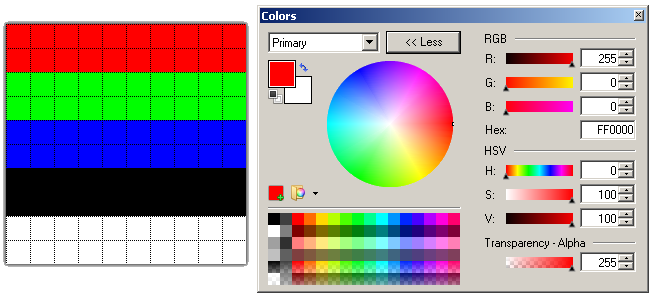 Colors
Primary
<< Less
RGB
R: 255
G: 0
B: 0
Hex: FF0000
HSV
H: 0
S: 100
V: 100
Transparency - Alpha
255